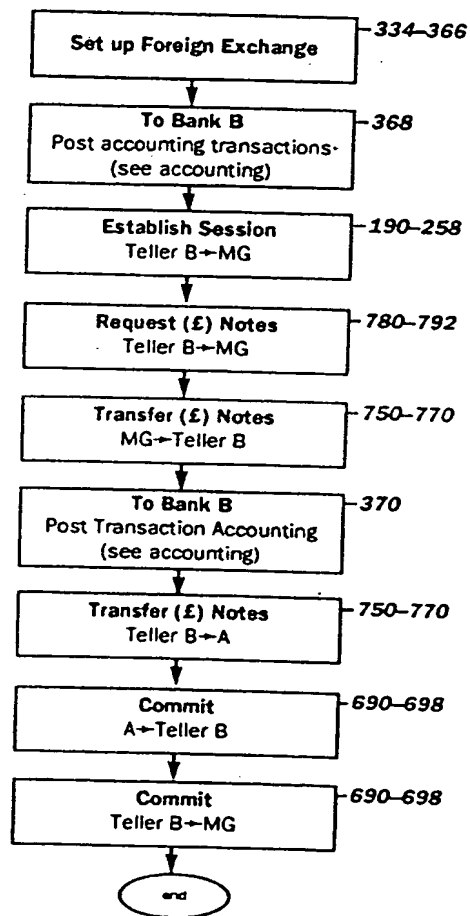 Set up Foreign Exchange
334–366
To Bank B
368
Post accounting transactions-
(see accounting)
Establish Session
190–258
Teller B→MG
Request (£) Notes
780–792
Teller B→MG
Transfer (£) Notes
750–770
MG→Teller B
To Bank B
370
Post Transaction Accounting
(see accounting)
Transfer (£) Notes
750–770
Teller B→A
Commit
690–698
A→Teller B
Commit
690–698
Teller B→MG
end